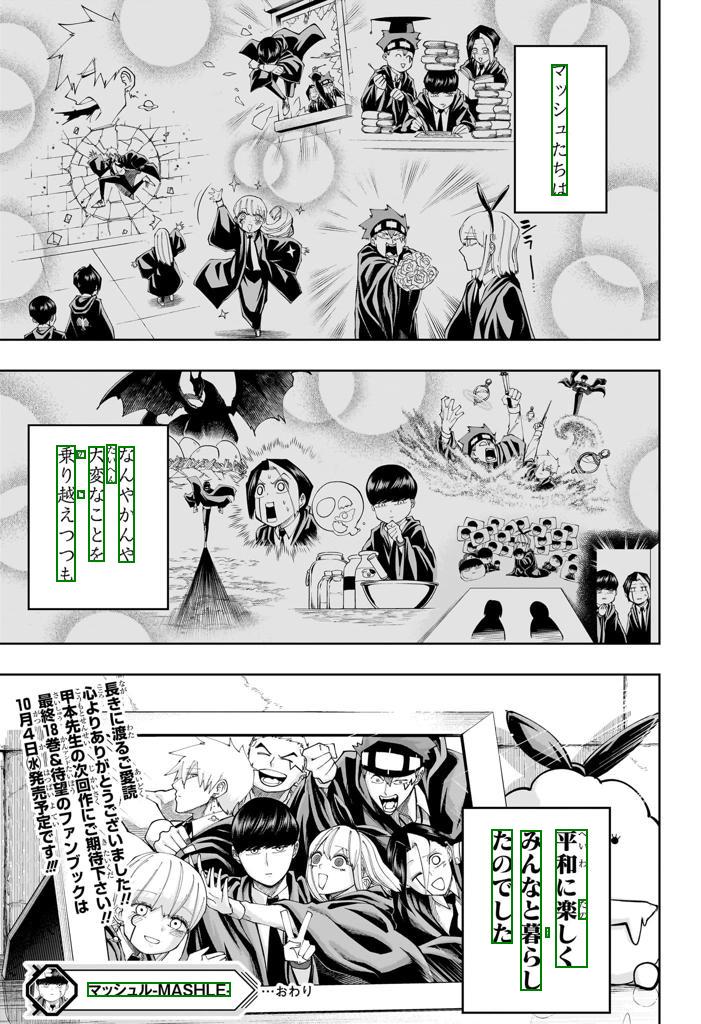 マッシュたちは
シラー
なんやかんや
大変なことを
乗り越えつつも
平和に楽しく
みんなと暮らし
たのでした
長きに渡るご愛読
心よりありがとうございました!!
甲本先生の次回作にご期待下さい!!
最終18巻&待望のファンブックは
10月4日㈬発売予定です!!!
マッシュル-MASHLE-
…おわり